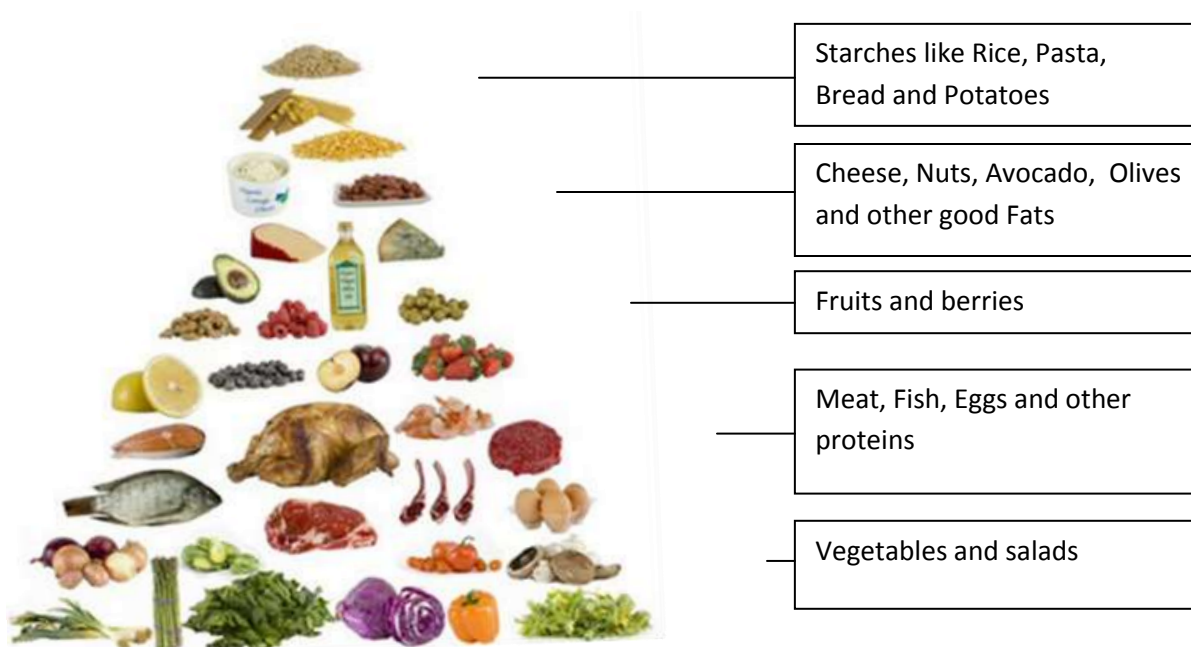 Starches like Rice, Pasta,
Bread and Potatoes
Cheese, Nuts, Avocado, Olives
and other good Fats
Fruits and berries
Meat, Fish, Eggs and other
proteins
Vegetables and salads